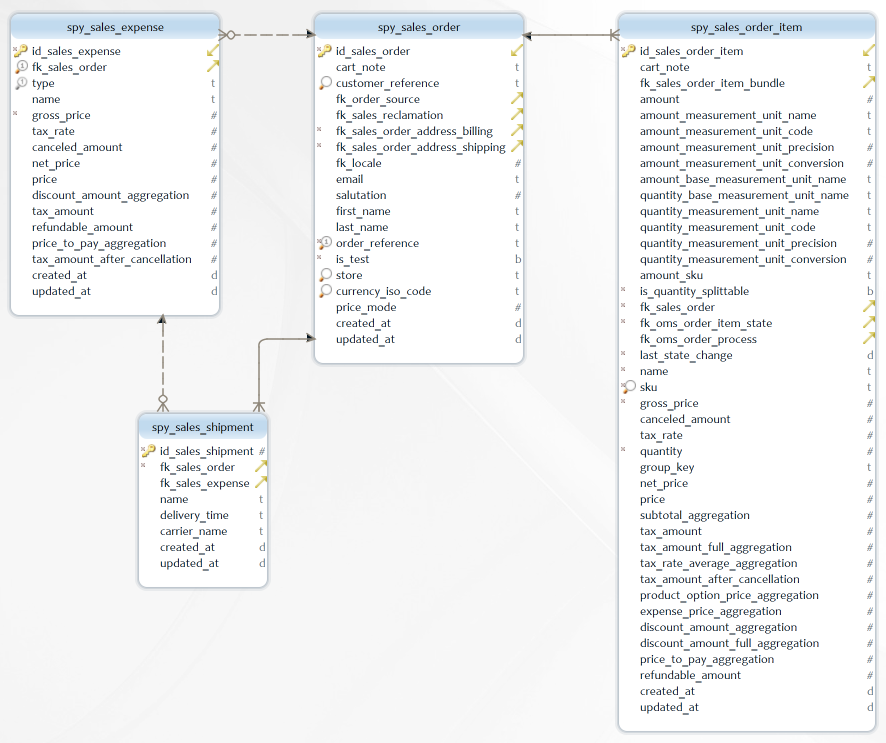 spy_sales_expense
id_sales_expense
fk_sales_order
type t
name t
gross_price #
tax_rate #
canceled_amount #
net_price #
price #
discount_amount_aggregation #
tax_amount #
refundable_amount #
price_to_pay_aggregation #
tax_amount_after_cancellation #
created_at d
updated_at d
spy_sales_order
id_sales_order
cart_note t
customer_reference t
fk_order_source
fk_sales_reclamation
fk_sales_order_address_billing
fk_sales_order_address_shipping
fk_locale #
email t
salutation #
first_name t
last_name t
order_reference t
is_test b
store t
currency_iso_code t
price_mode #
created_at d
updated_at d
spy_sales_order_item
id_sales_order_item
cart_note t
fk_sales_order_item_bundle
amount #
amount_measurement_unit_name t
amount_measurement_unit_code t
amount_measurement_unit_precision #
amount_measurement_unit_conversion #
amount_base_measurement_unit_name t
quantity_base_measurement_unit_name t
quantity_measurement_unit_name t
quantity_measurement_unit_code t
quantity_measurement_unit_precision #
quantity_measurement_unit_conversion #
amount_sku t
is_quantity_splittable b
fk_sales_order
fk_oms_order_item_state
fk_oms_order_process
last_state_change d
name t
sku t
gross_price #
canceled_amount #
tax_rate #
quantity #
group_key t
net_price #
price #
subtotal_aggregation #
tax_amount #
tax_amount_full_aggregation #
tax_rate_average_aggregation #
tax_amount_after_cancellation #
product_option_price_aggregation #
expense_price_aggregation #
discount_amount_aggregation #
discount_amount_full_aggregation #
price_to_pay_aggregation #
refundable_amount #
created_at d
updated_at d
spy_sales_shipment
id_sales_shipment #
fk_sales_order
fk_sales_expense
name t
delivery_time t
carrier_name t
created_at d
updated_at d